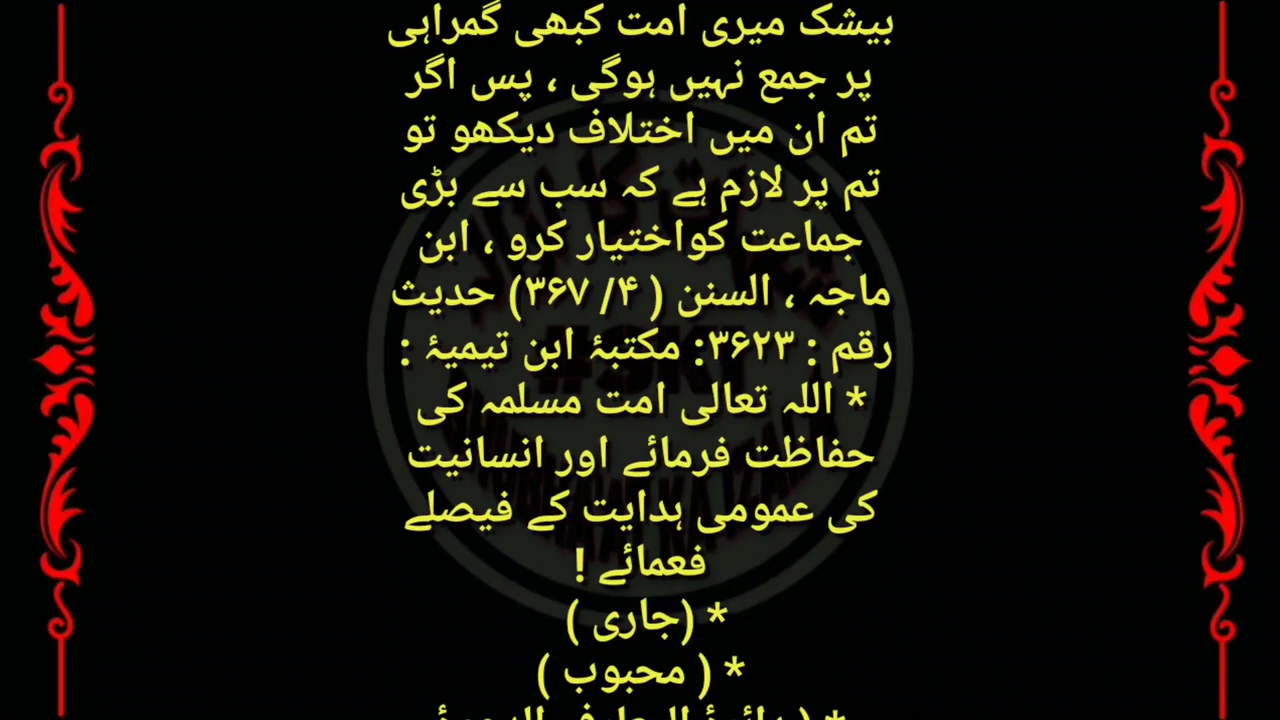 بیشک میری امت کبھی گمراہی
پر جمع نہیں ہوگی ، پس اگر
تم ان میں اختلاف دیکھو تو
تم پر لازم ہے کہ سب سے بڑی
جماعت کواختیار کرو ، ابن
ماجہ ، السنن ( ۴/ ۳۶۷) حدیث
رقم : ۳۶۲۳: مکتبۂ ابن تیمیۂ :
* اللہ تعالی امت مسلمہ کی
حفاظت فرمائے اور انسانیت
کی عمومی ہدایت کے فیصلے
فعمائے !
* (جاری )
* ( محبوب )